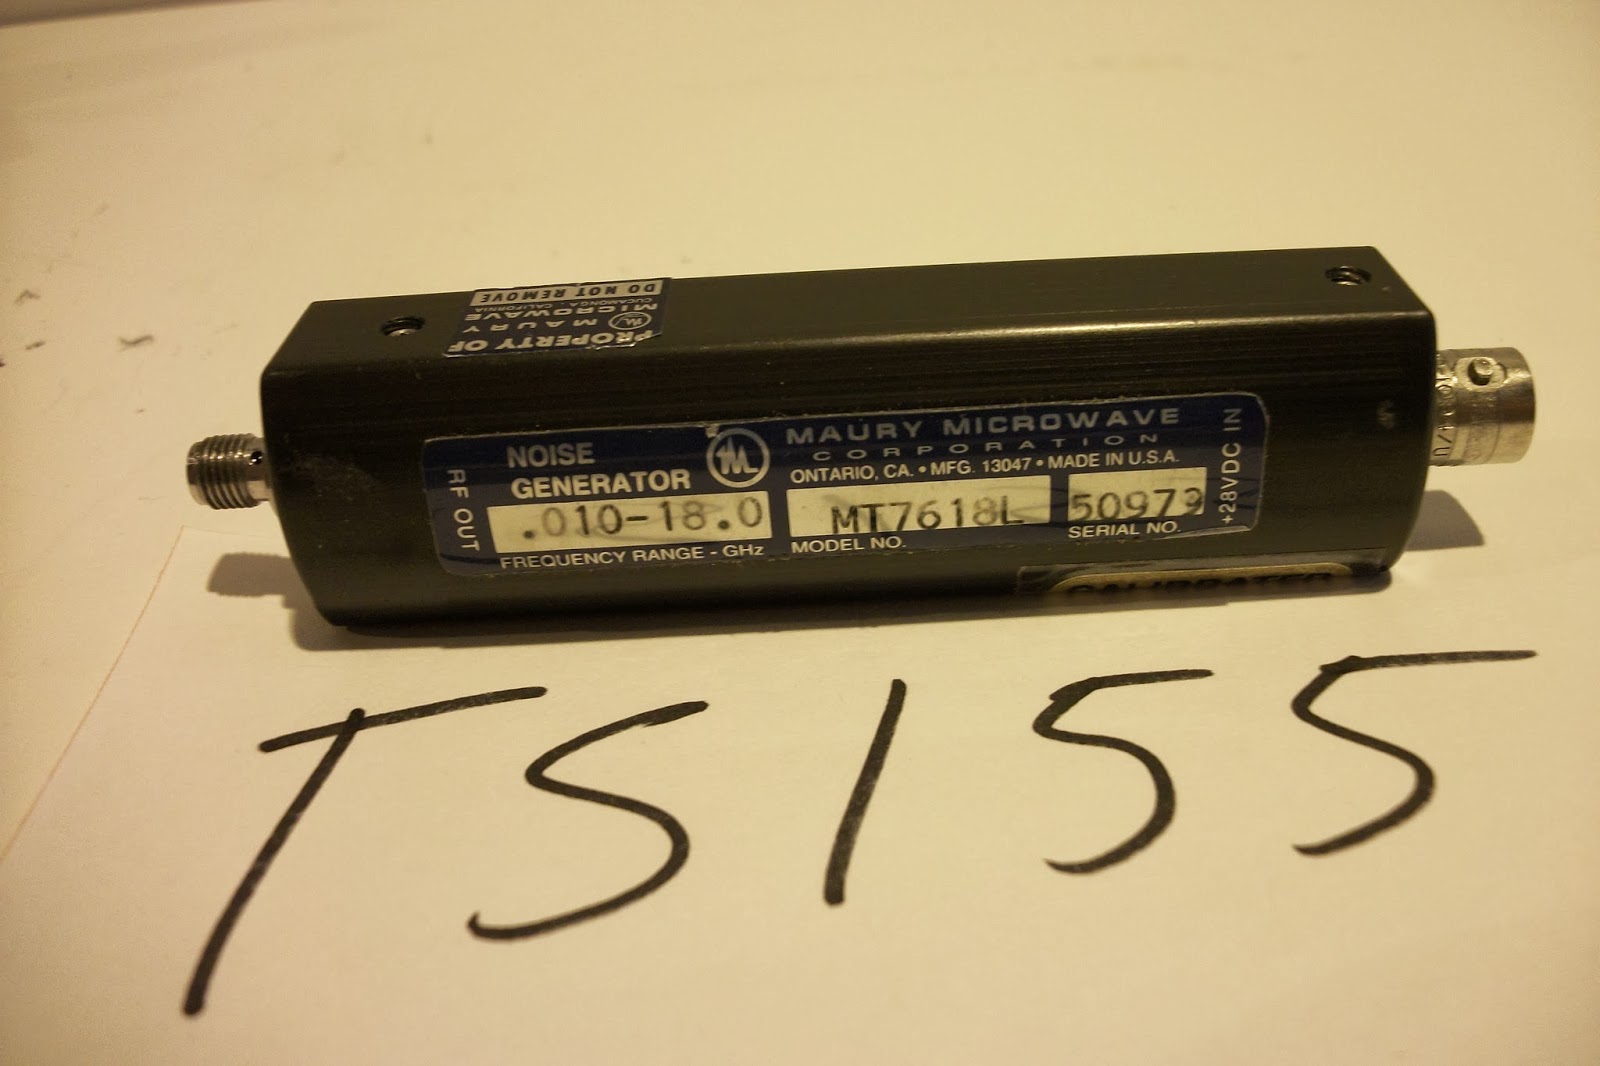 PROPERTY OF
MAURY
MICROWAVE
CUCAMONGA, CALIFORNIA
DO NOT REMOVE
RF OUT
NOISE
GENERATOR
.010-18.0
FREQUENCY RANGE - GHz
MAURY MICROWAVE
CORPORATION
ONTARIO, CA. • MFG. 13047 • MADE IN U.S.A.
MT7618L
MODEL NO.
50979
SERIAL NO.
+28VDC IN
TS155